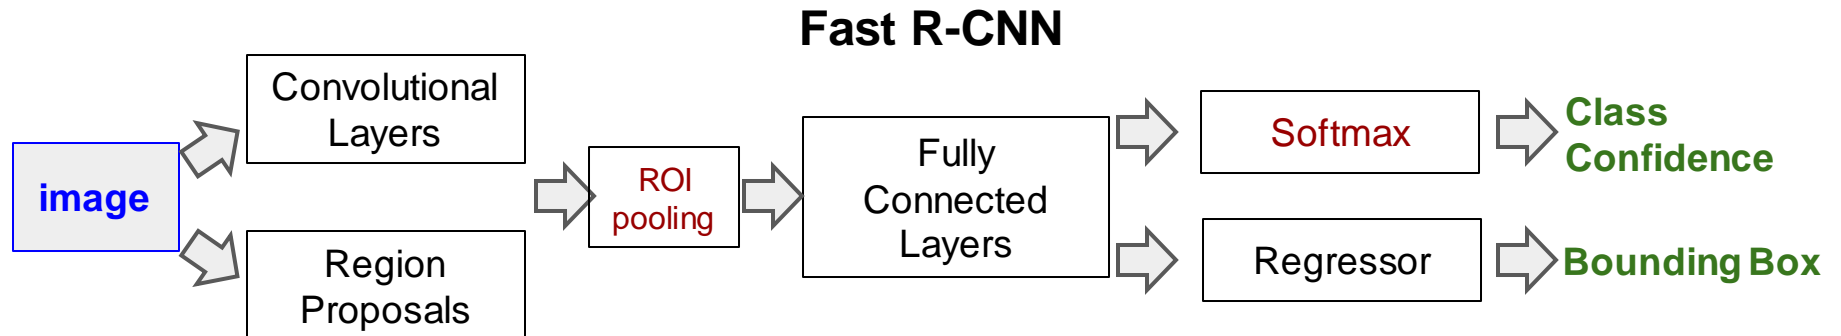 Fast R-CNN
image
Convolutional
Layers
Region
Proposals
ROI
pooling
Fully
Connected
Layers
Softmax
Class
Confidence
Regressor
Bounding Box